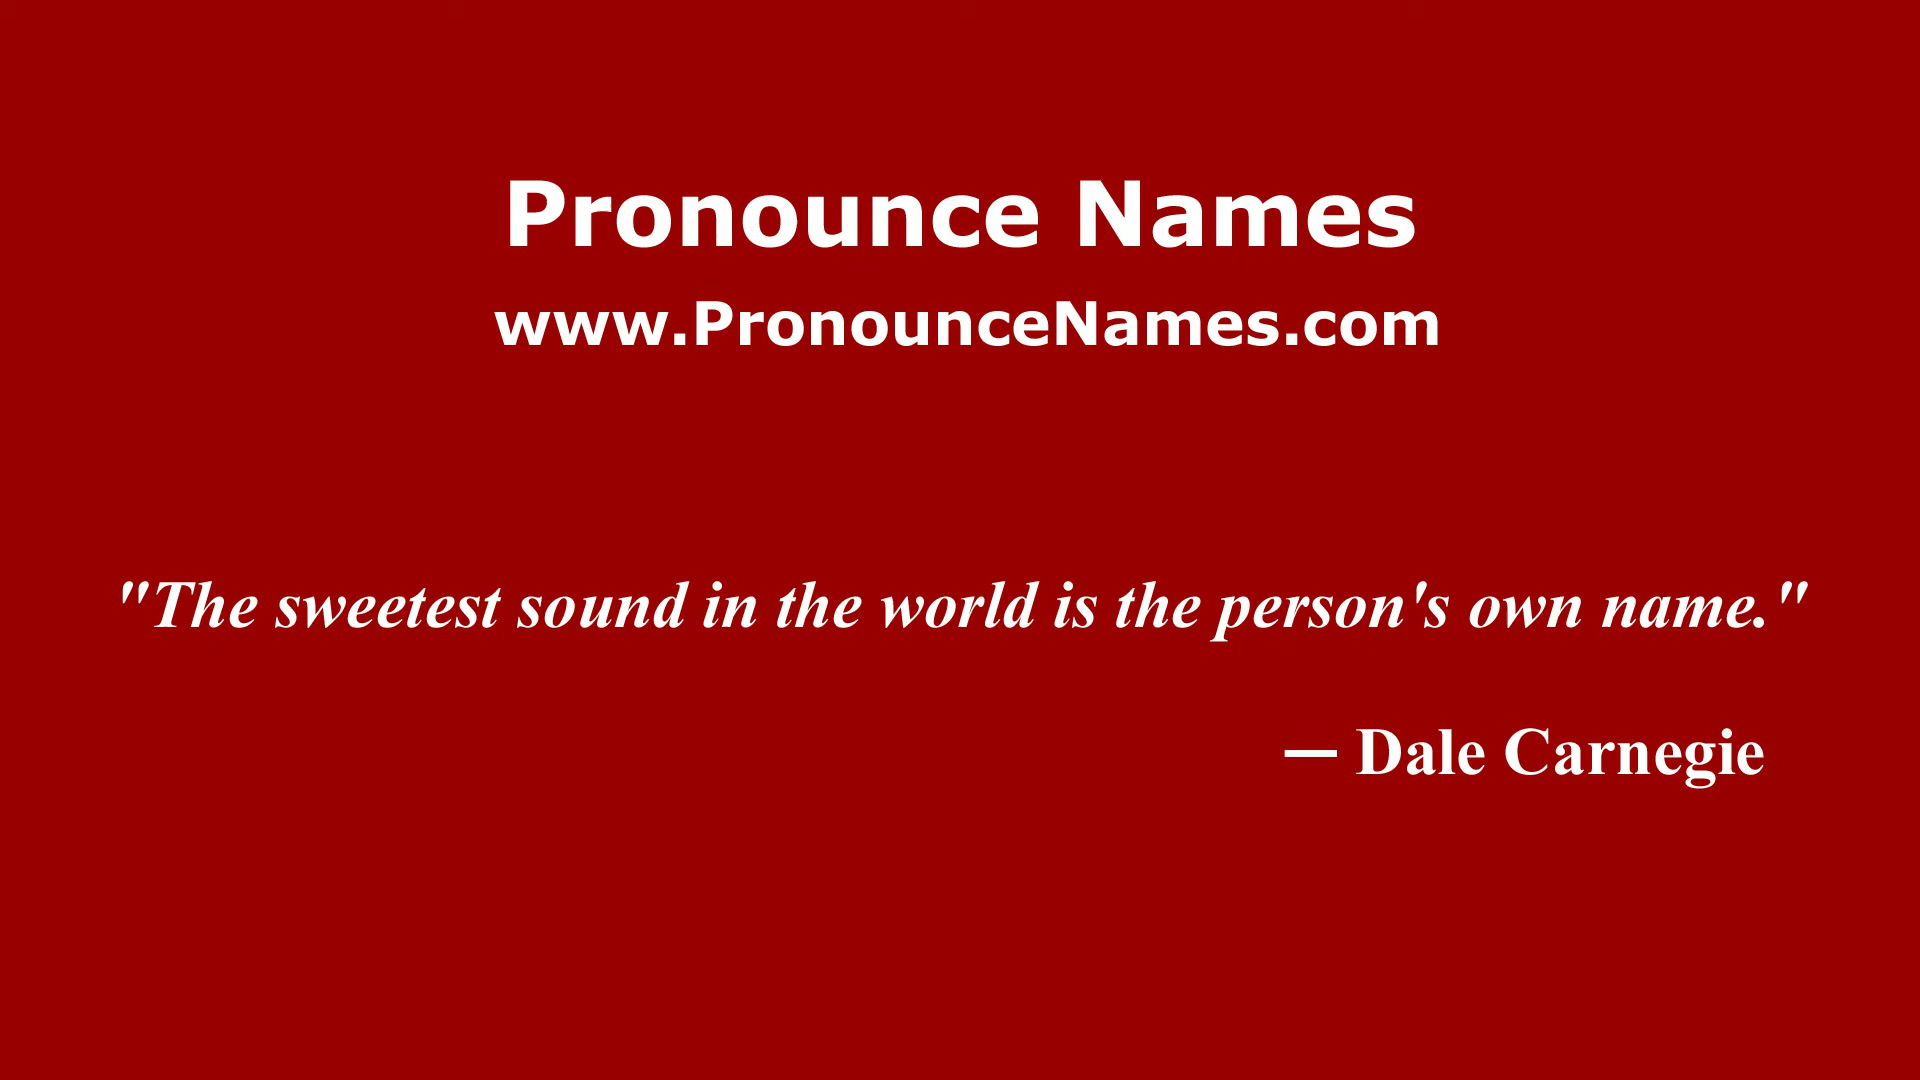 Pronounce Names
www.PronounceNames.com
"The sweetest sound in the world is the person's own name."
— Dale Carnegie